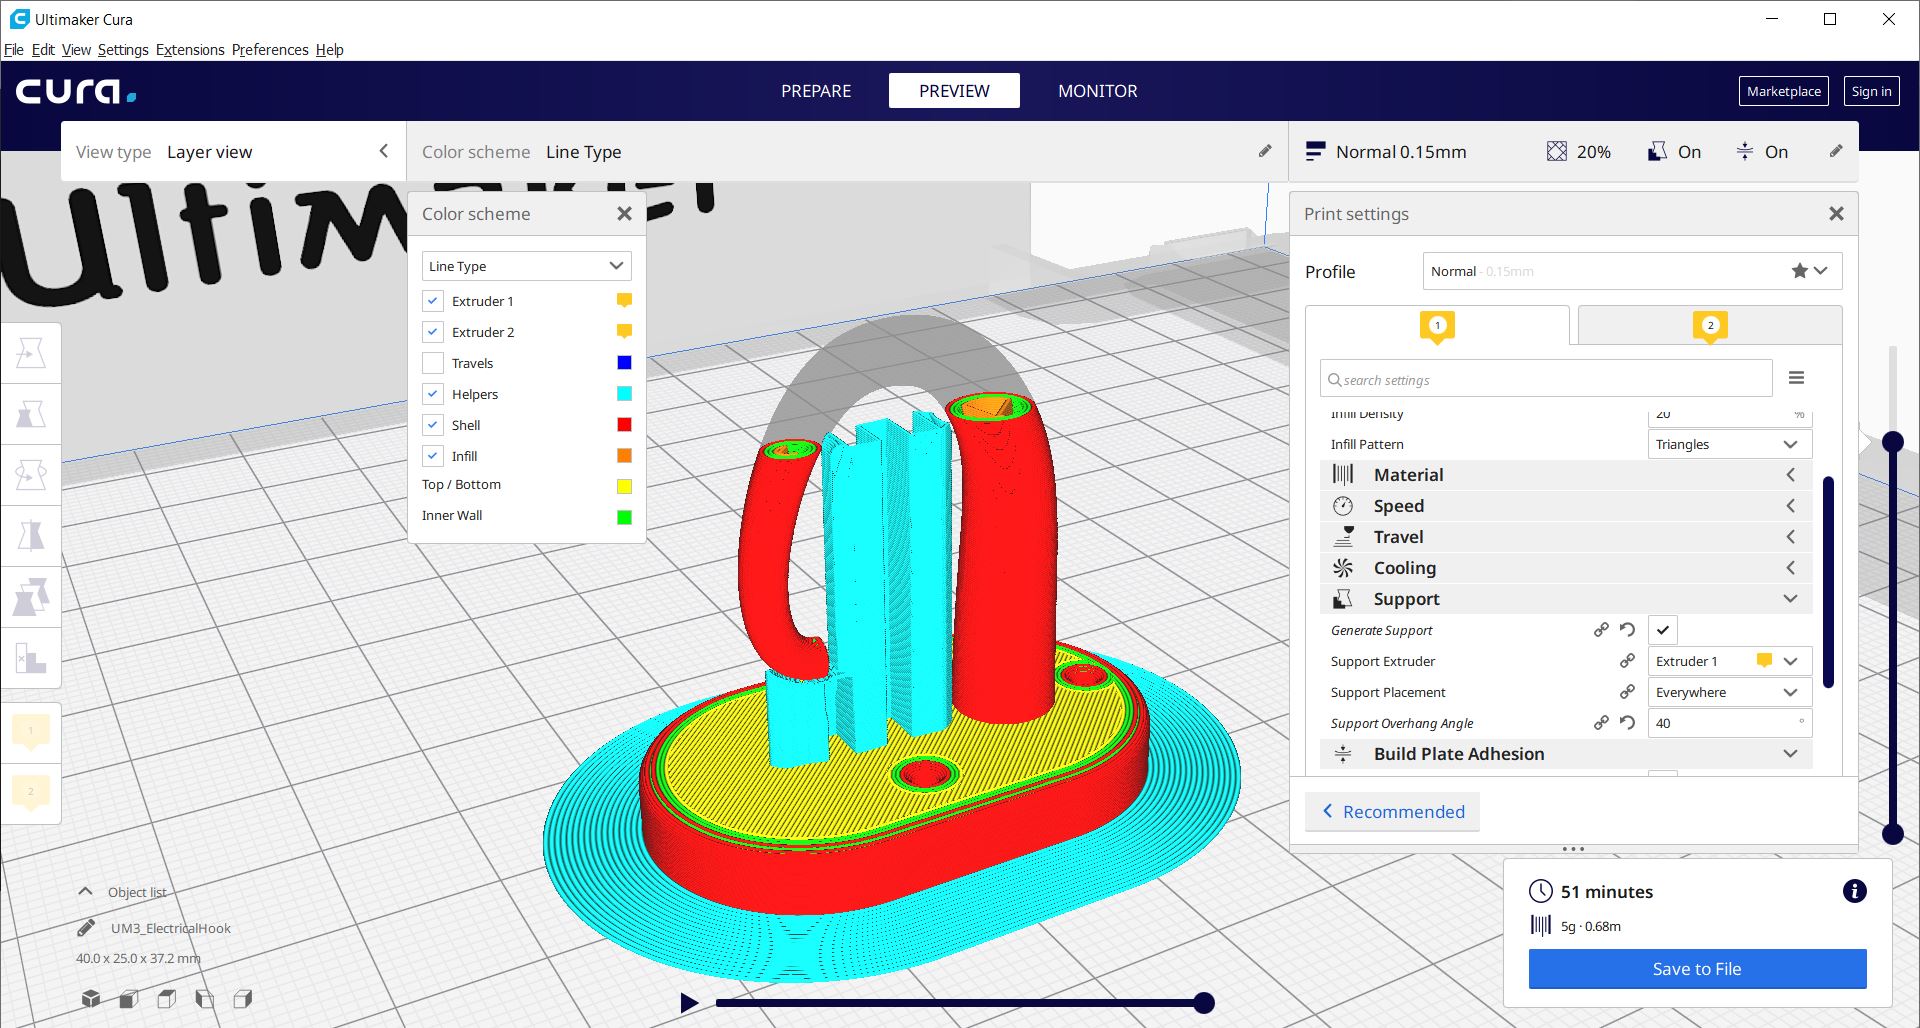 Ultimaker Cura
File Edit View Settings Extensions Preferences Help
cura.
PREPARE PREVIEW MONITOR
Marketplace Sign in
View type Layer view
Color scheme Line Type
Normal 0.15mm 20% On On
Ultimaker
Color scheme
Line Type
Extruder 1
Extruder 2
Travels
Helpers
Shell
Infill
Top / Bottom
Inner Wall
Print settings
Profile Normal - 0.15mm
1 2
search settings
Infill Density 20 %
Infill Pattern Triangles
Material
Speed
Travel
Cooling
Support
Generate Support
Support Extruder Extruder 1
Support Placement Everywhere
Support Overhang Angle 40 °
Build Plate Adhesion
Recommended
1
2
Object list
UM3_ElectricalHook
40.0 x 25.0 x 37.2 mm
51 minutes
5g · 0.68m
Save to File